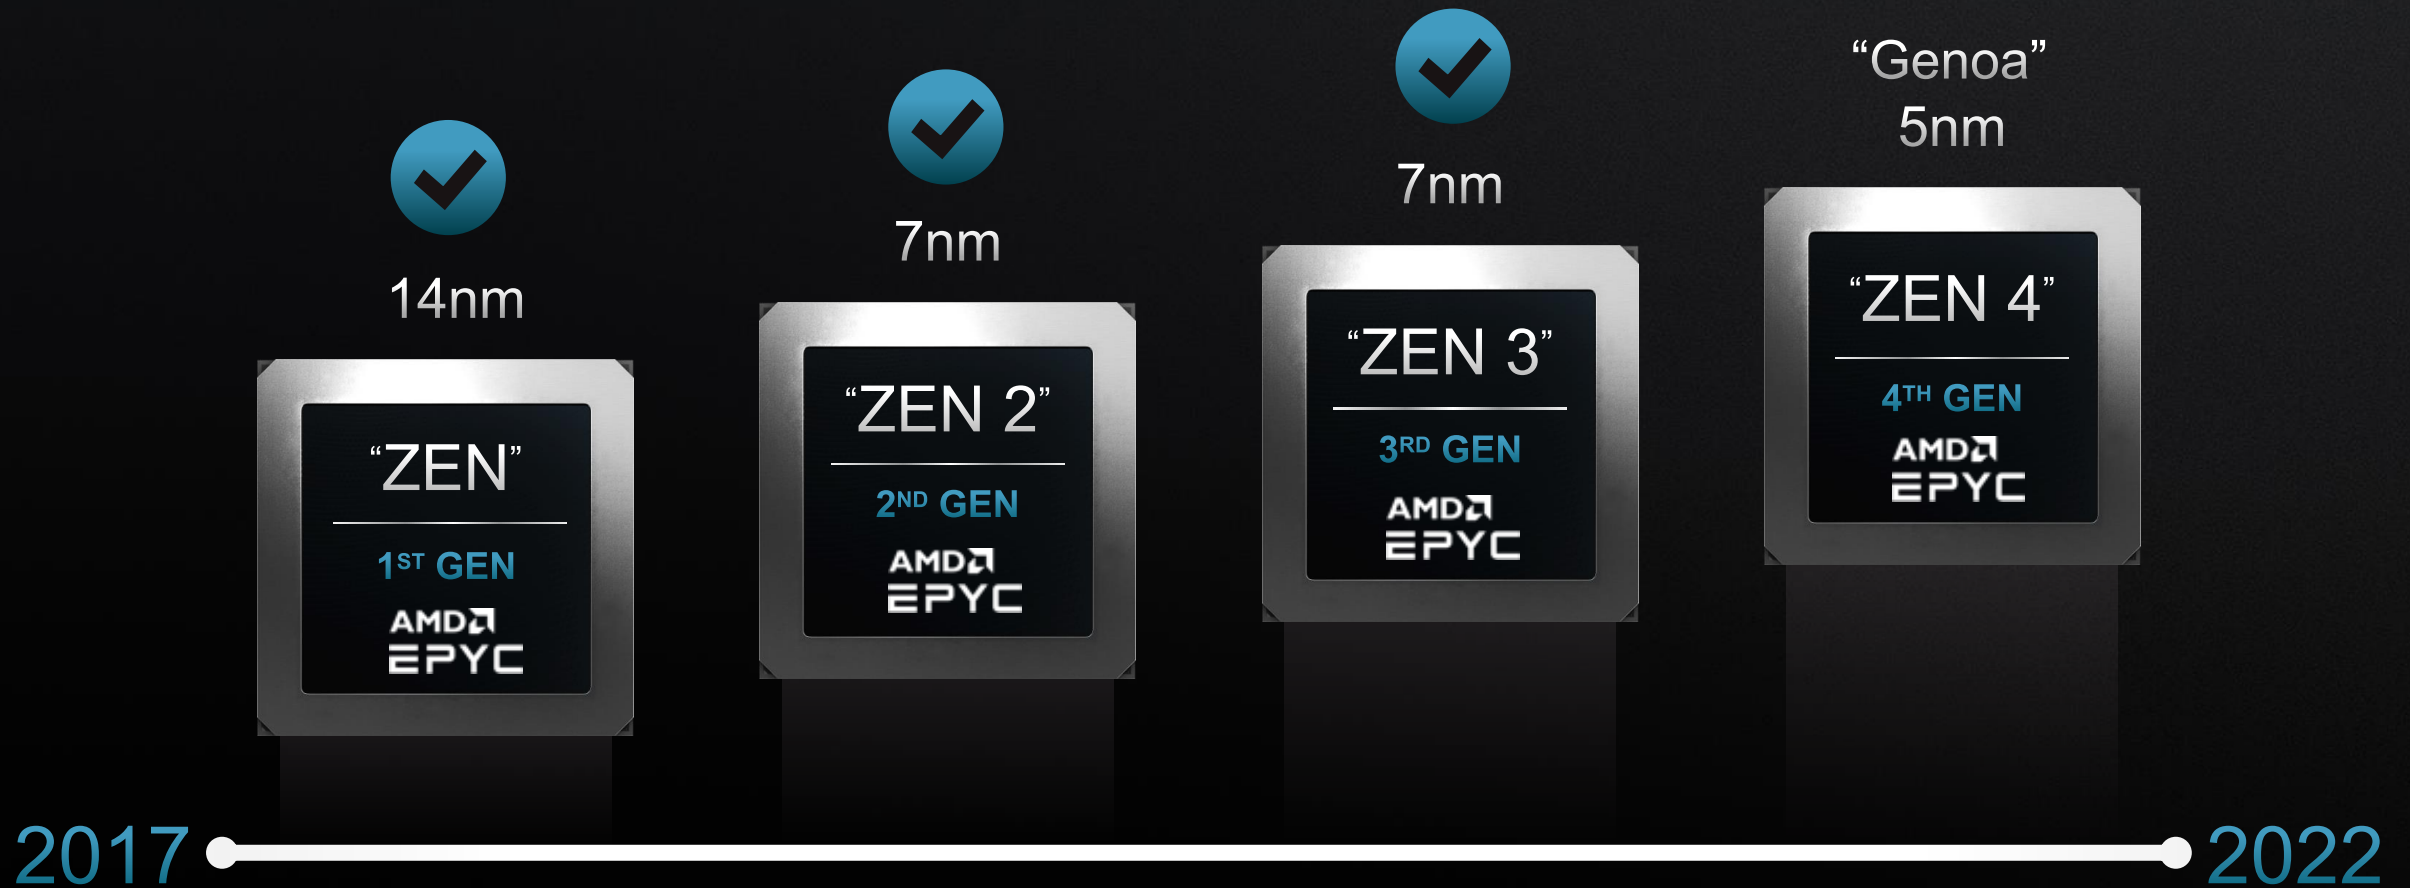 14nm
“ZEN”
1ST GEN
AMD
EPYC
7nm
“ZEN 2”
2ND GEN
AMD
EPYC
7nm
“ZEN 3”
3RD GEN
AMD
EPYC
“Genoa”
5nm
“ZEN 4”
4TH GEN
AMD
EPYC
2017
2022